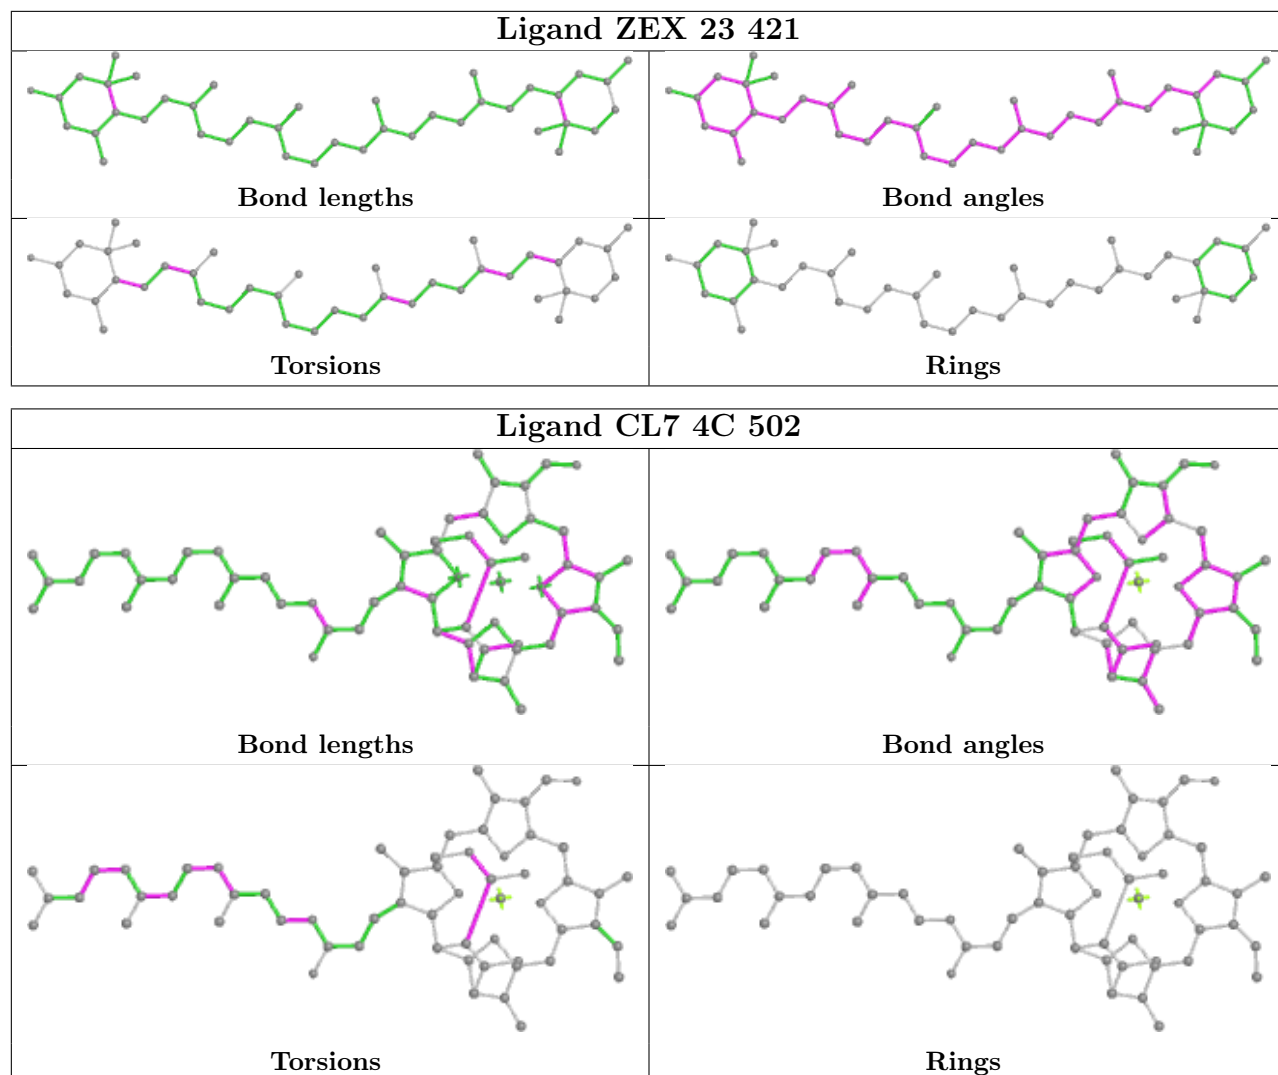 Ligand ZEX 23 421
Bond lengths
Bond angles
Torsions
Rings
Ligand CL7 4C 502
Bond lengths
Bond angles
Torsions
Rings